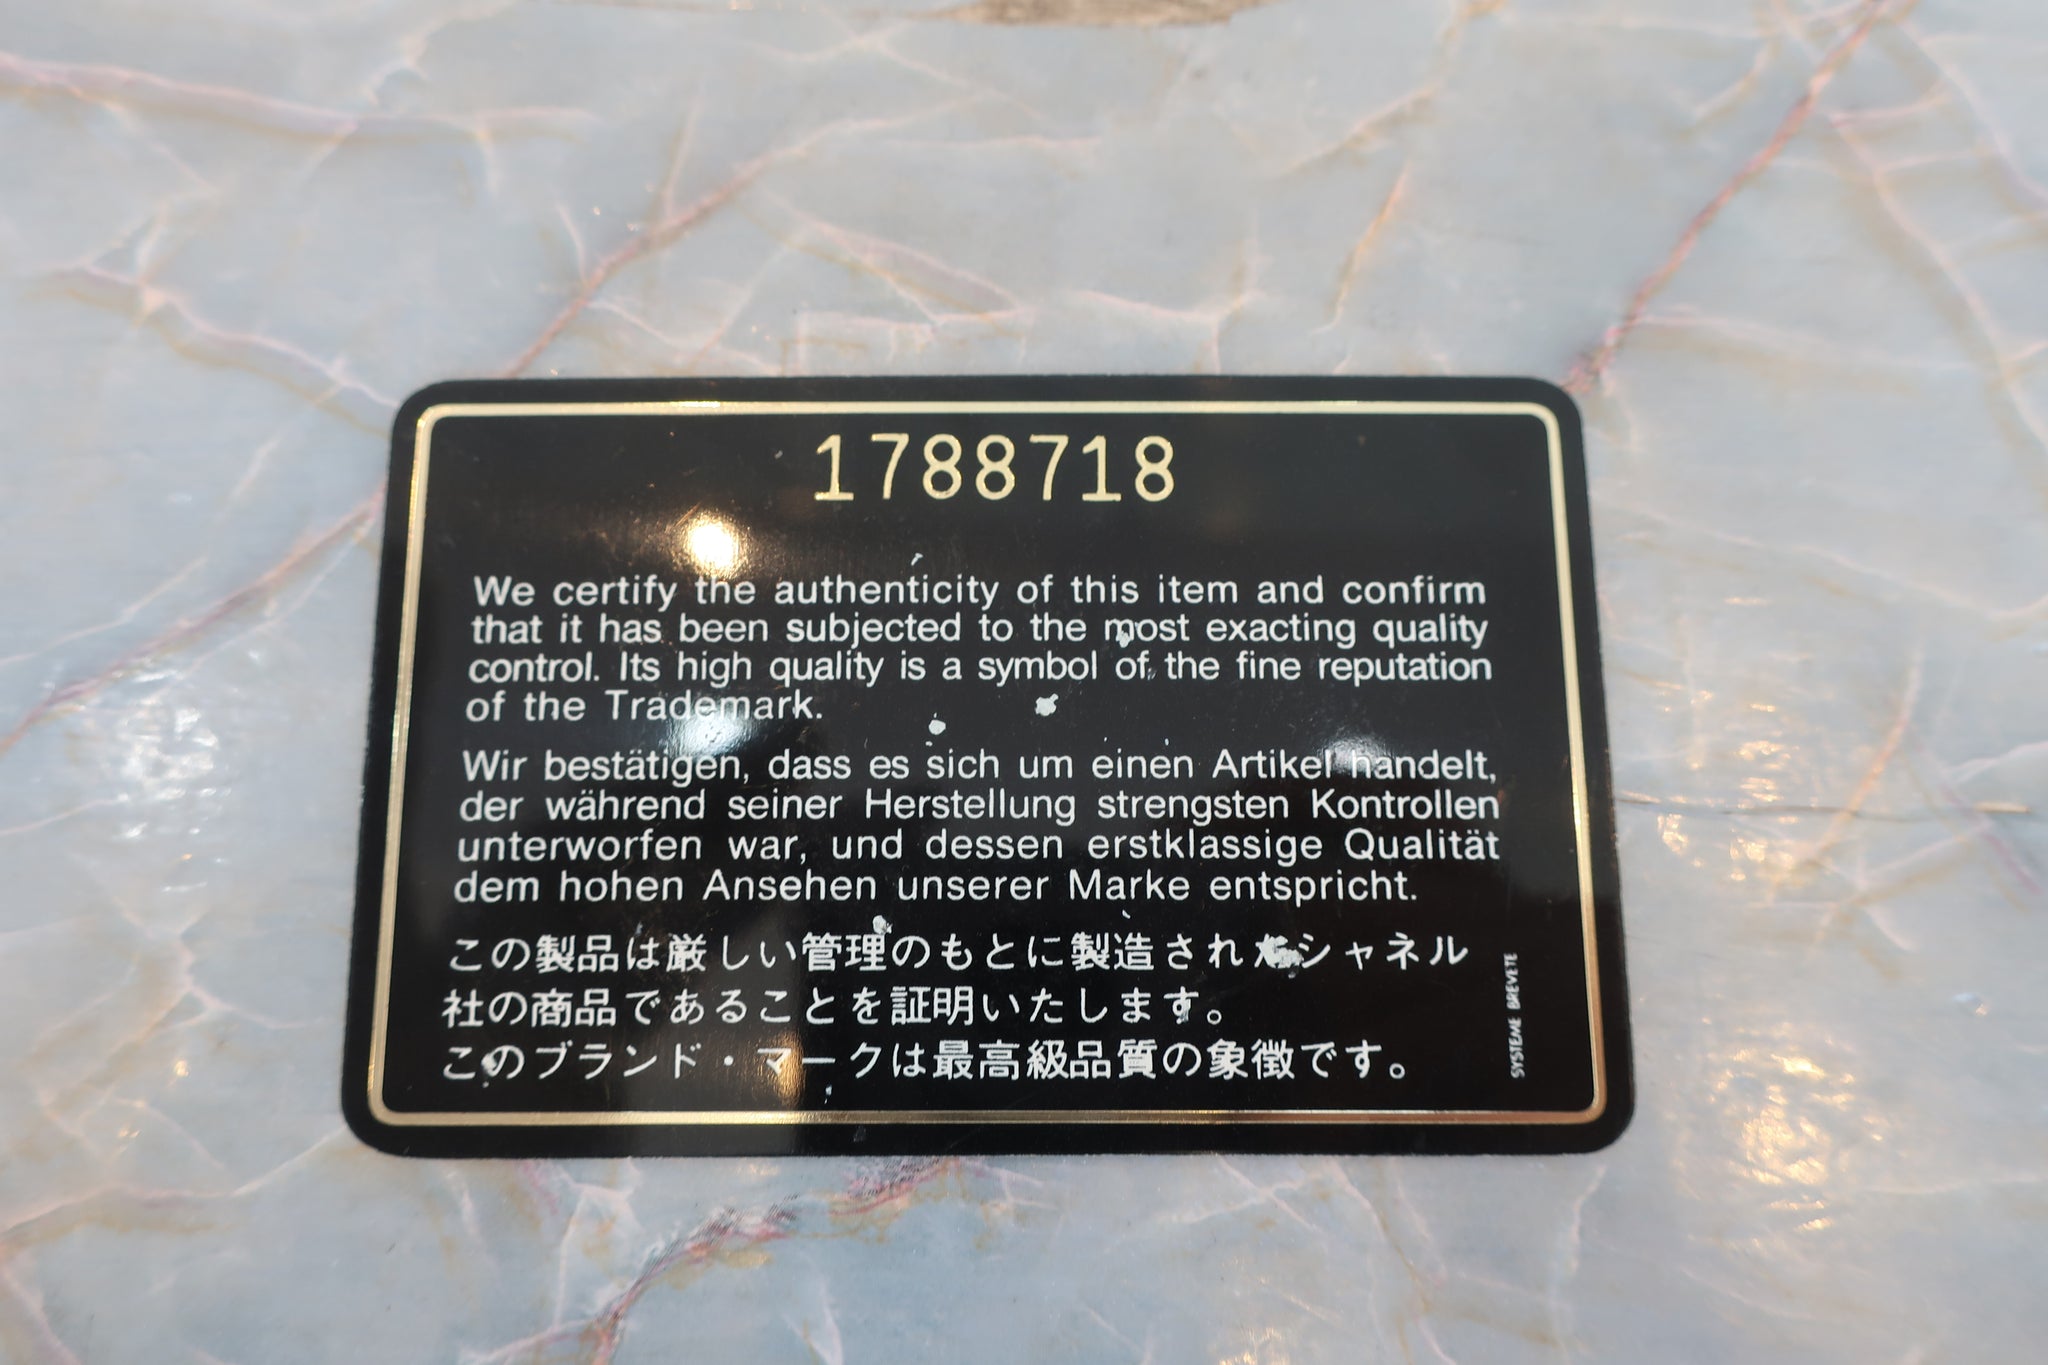 1788718
We certify the authenticity of this item and confirm
that it has been subjected to the most exacting quality
control. Its high quality is a symbol of the fine reputation
of the Trademark.
Wir bestätigen, dass es sich um einen Artikel handelt,
der während seiner Herstellung strengsten Kontrollen
unterworfen war, und dessen erstklassige Qualität
dem hohen Ansehen unserer Marke entspricht.
この製品は厳しい管理のもとに製造されたシャネル
社の商品であることを証明いたします。
このブランド・マークは最高級品質の象徴です。
SYSTEME BREVETE